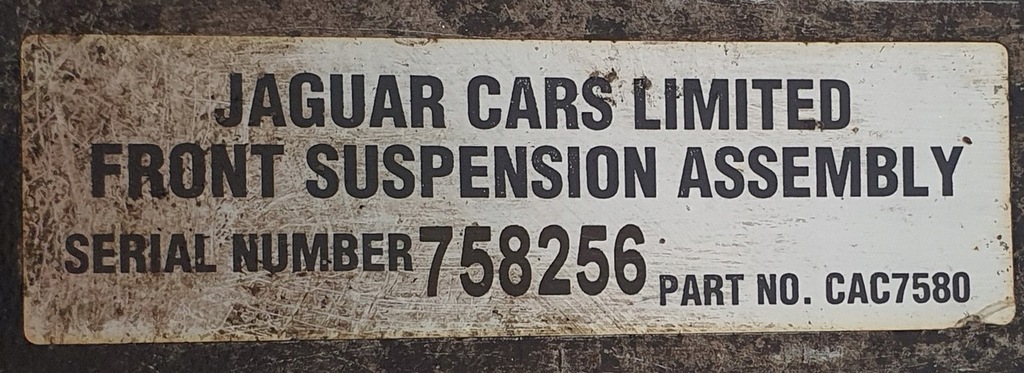 JAGUAR CARS LIMITED
FRONT SUSPENSION ASSEMBLY
SERIAL NUMBER 758256 PART NO. CAC7580